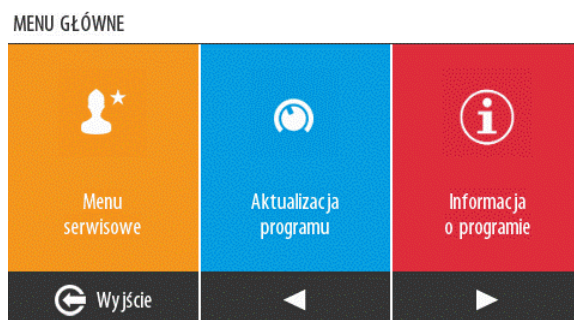 MENU GŁÓWNE
Menu
serwisowe
Aktualizacja
programu
Informacja
o programie
Wyjście